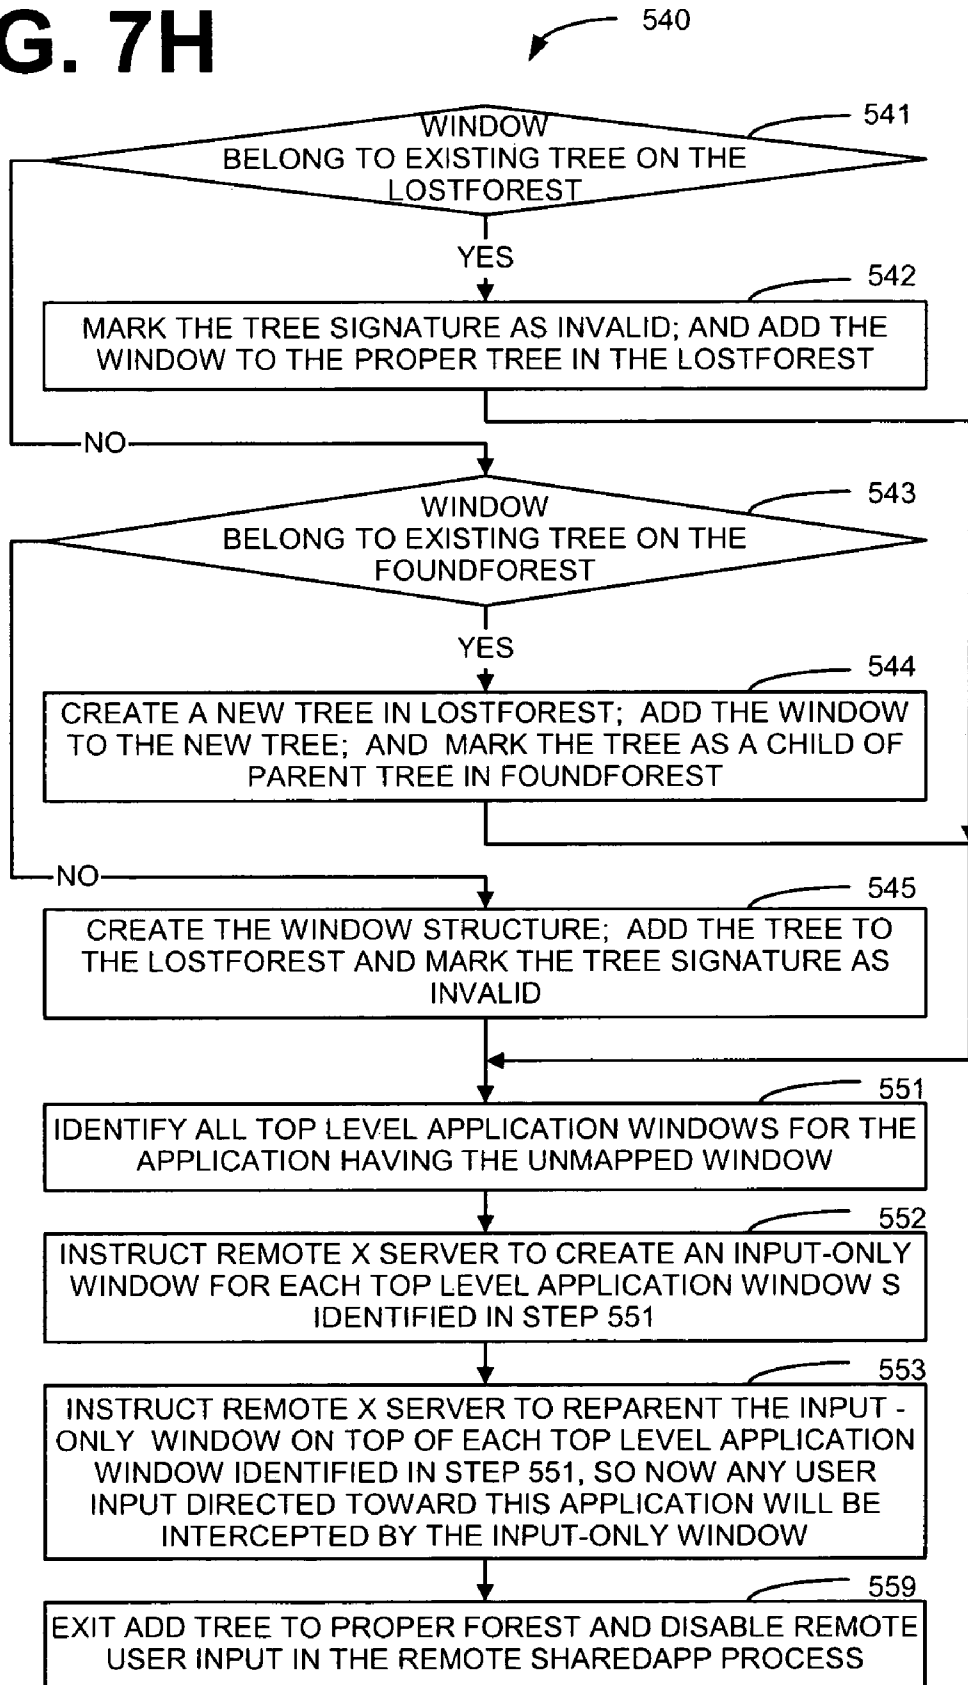 G. 7H
540
541
WINDOW
BELONG TO EXISTING TREE ON THE
LOSTFOREST
YES
542
MARK THE TREE SIGNATURE AS INVALID; AND ADD THE
WINDOW TO THE PROPER TREE IN THE LOSTFOREST
NO
543
WINDOW
BELONG TO EXISTING TREE ON THE
FOUNDFOREST
YES
544
CREATE A NEW TREE IN LOSTFOREST; ADD THE WINDOW
TO THE NEW TREE; AND MARK THE TREE AS A CHILD OF
PARENT TREE IN FOUNDFOREST
NO
545
CREATE THE WINDOW STRUCTURE; ADD THE TREE TO
THE LOSTFOREST AND MARK THE TREE SIGNATURE AS
INVALID
551
IDENTIFY ALL TOP LEVEL APPLICATION WINDOWS FOR THE
APPLICATION HAVING THE UNMAPPED WINDOW
552
INSTRUCT REMOTE X SERVER TO CREATE AN INPUT-ONLY
WINDOW FOR EACH TOP LEVEL APPLICATION WINDOW S
IDENTIFIED IN STEP 551
553
INSTRUCT REMOTE X SERVER TO REPARENT THE INPUT -
ONLY WINDOW ON TOP OF EACH TOP LEVEL APPLICATION
WINDOW IDENTIFIED IN STEP 551, SO NOW ANY USER
INPUT DIRECTED TOWARD THIS APPLICATION WILL BE
INTERCEPTED BY THE INPUT-ONLY WINDOW
559
EXIT ADD TREE TO PROPER FOREST AND DISABLE REMOTE
USER INPUT IN THE REMOTE SHAREDAPP PROCESS